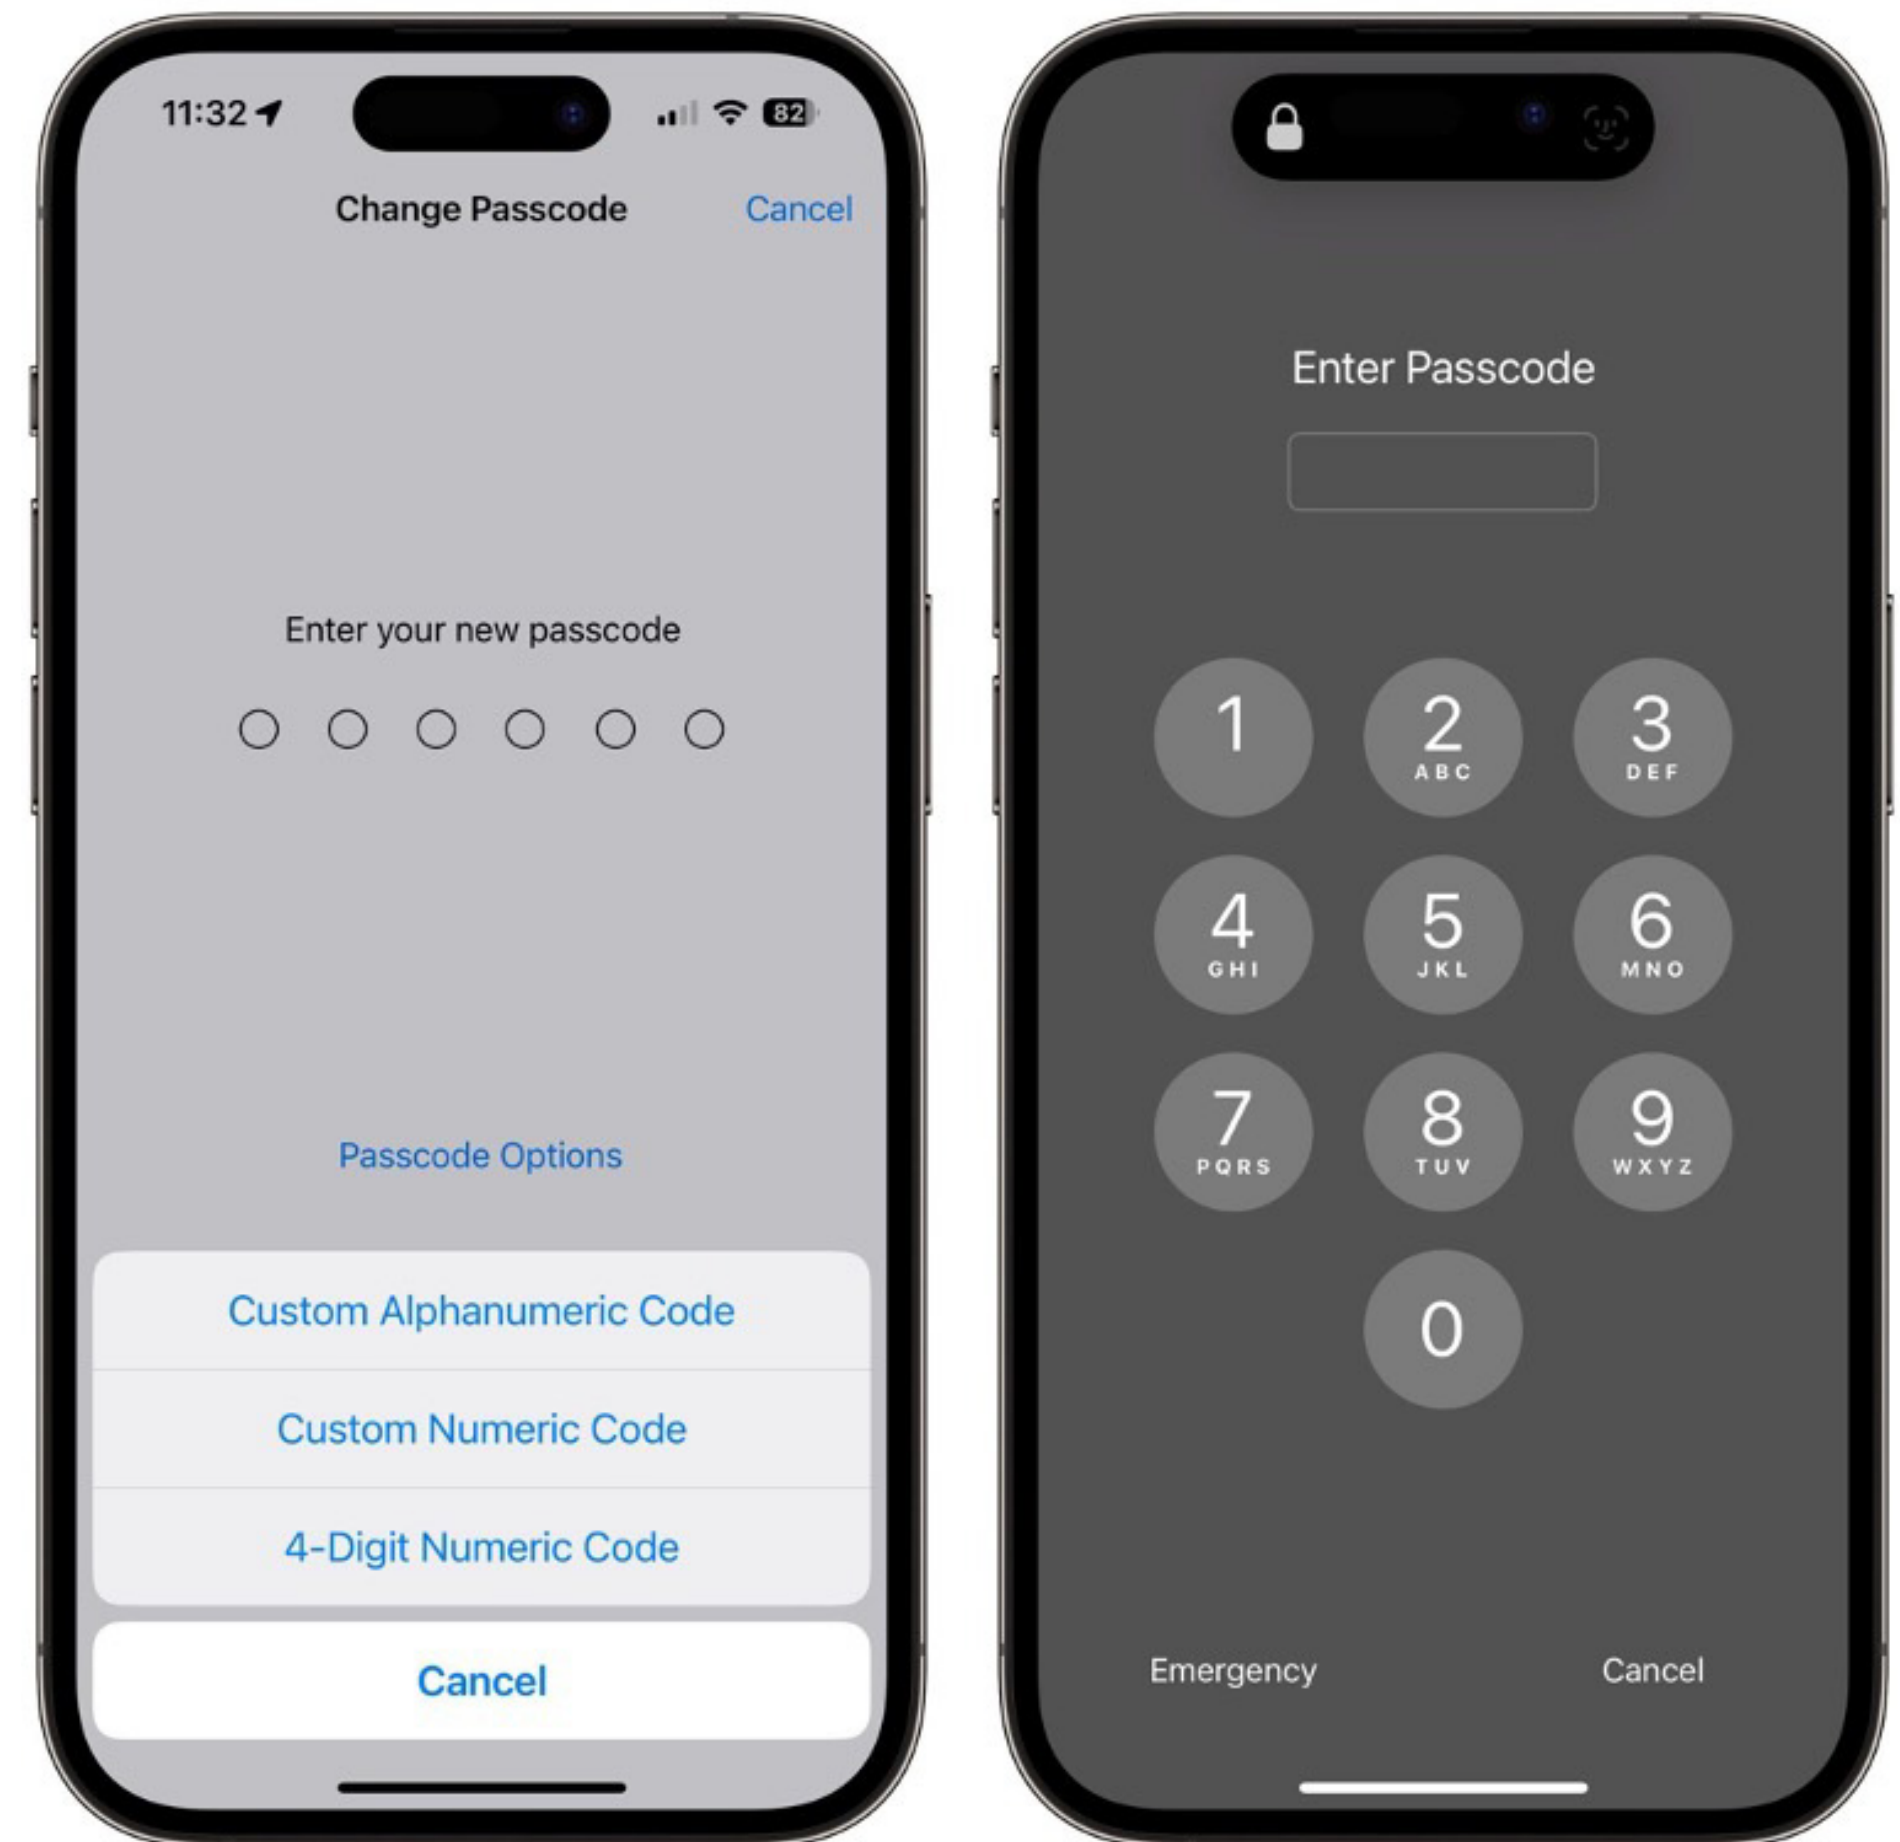 11:32
82
Change Passcode Cancel
Enter your new passcode
Passcode Options
Custom Alphanumeric Code
Custom Numeric Code
4-Digit Numeric Code
Cancel
Enter Passcode
1 2 3
ABC DEF
4 5 6
GHI JKL MNO
7 8 9
PQRS TUV WXYZ
0
Emergency Cancel